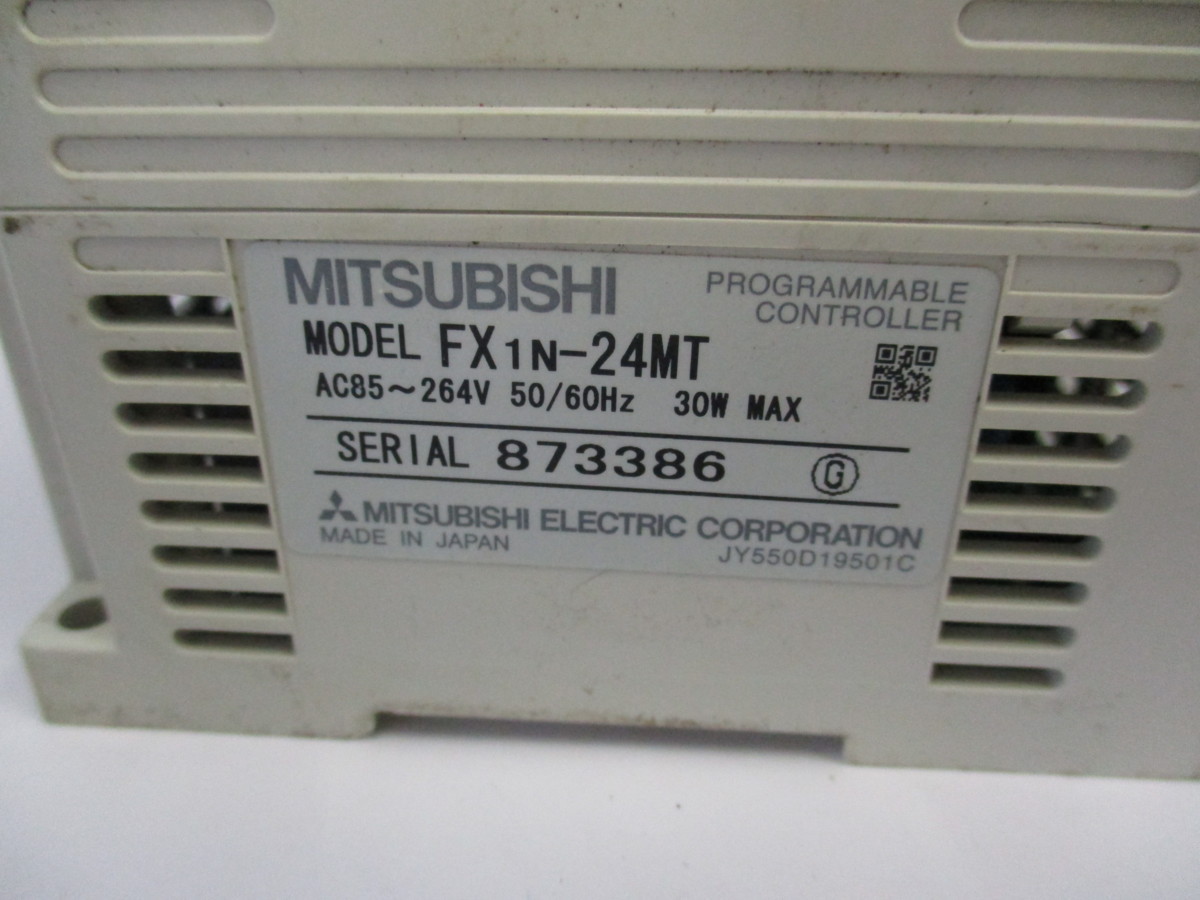 MITSUBISHI
PROGRAMMABLE
CONTROLLER
MODEL FX1N-24MT
AC85～264V 50/60Hz 30W MAX
SERIAL 873386 G
MITSUBISHI ELECTRIC CORPORATION
MADE IN JAPAN
JY550D19501C